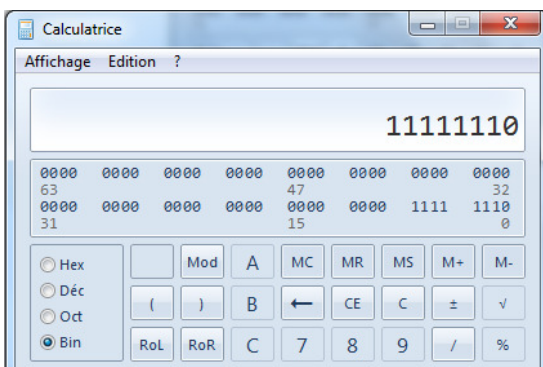 Calculatrice
Affichage Edition ?
11111110
0000 0000 0000 0000 0000 0000 0000 0000
63 47 32
0000 0000 0000 0000 0000 0000 1111 1110
31 15 0
Hex Mod A MC MR MS M+ M-
Déc
( ) B ← CE C ± √
Oct
Bin RoL RoR C 7 8 9 / %